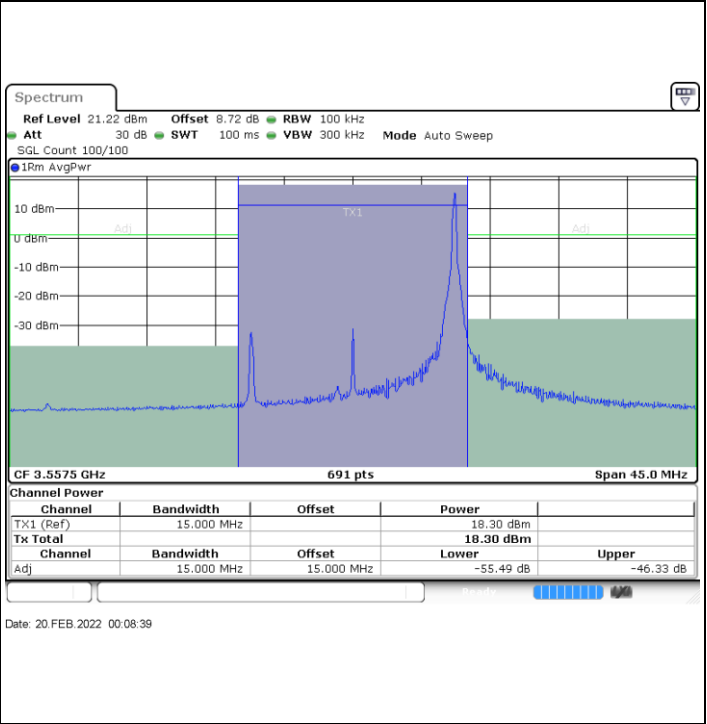 Spectrum
Ref Level 21.22 dBm Offset 8.72 dB RBW 100 kHz
Att 30 dB SWT 100 ms VBW 300 kHz Mode Auto Sweep
SGL Count 100/100
1Rm AvgPwr
10 dBm
TX1
Adj Adj
0 dBm
-10 dBm
-20 dBm
-30 dBm
CF 3.5575 GHz 691 pts Span 45.0 MHz
Channel Power
Channel Bandwidth Offset Power
TX1 (Ref) 15.000 MHz 18.30 dBm
Tx Total 18.30 dBm
Channel Bandwidth Offset Lower Upper
Adj 15.000 MHz 15.000 MHz -55.49 dB -46.33 dB
Ready
Date: 20.FEB.2022 00:08:39